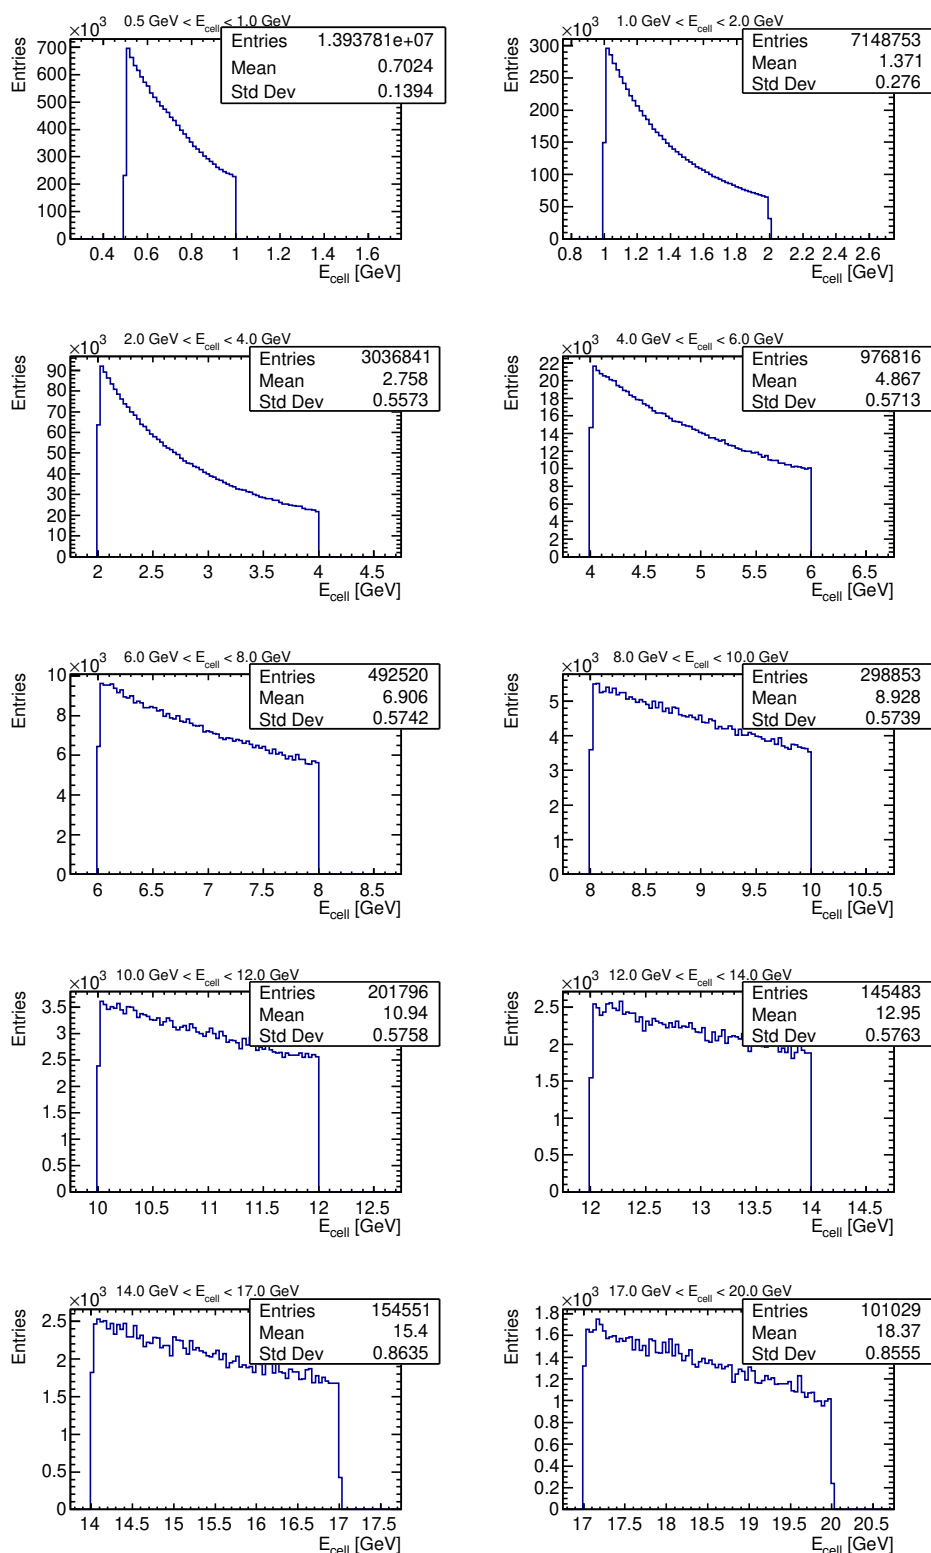 0.5 GeV < E_cell < 1.0 GeV
×10³
Entries
Entries 1.393781e+07
Mean 0.7024
Std Dev 0.1394
700
600
500
400
300
200
100
0
0.4 0.6 0.8 1 1.2 1.4 1.6
E_cell [GeV]
1.0 GeV < E_cell < 2.0 GeV
×10³
Entries
Entries 7148753
Mean 1.371
Std Dev 0.276
300
250
200
150
100
50
0
0.8 1 1.2 1.4 1.6 1.8 2 2.2 2.4 2.6
E_cell [GeV]
2.0 GeV < E_cell < 4.0 GeV
×10³
Entries
Entries 3036841
Mean 2.758
Std Dev 0.5573
90
80
70
60
50
40
30
20
10
0
2 2.5 3 3.5 4 4.5
E_cell [GeV]
4.0 GeV < E_cell < 6.0 GeV
×10³
Entries
Entries 976816
Mean 4.867
Std Dev 0.5713
22
20
18
16
14
12
10
8
6
4
2
0
4 4.5 5 5.5 6 6.5
E_cell [GeV]
6.0 GeV < E_cell < 8.0 GeV
×10³
Entries
Entries 492520
Mean 6.906
Std Dev 0.5742
10
8
6
4
2
0
6 6.5 7 7.5 8 8.5
E_cell [GeV]
8.0 GeV < E_cell < 10.0 GeV
×10³
Entries
Entries 298853
Mean 8.928
Std Dev 0.5739
5
4
3
2
1
0
8 8.5 9 9.5 10 10.5
E_cell [GeV]
10.0 GeV < E_cell < 12.0 GeV
×10³
Entries
Entries 201796
Mean 10.94
Std Dev 0.5758
3.5
3
2.5
2
1.5
1
0.5
0
10 10.5 11 11.5 12 12.5
E_cell [GeV]
12.0 GeV < E_cell < 14.0 GeV
×10³
Entries
Entries 145483
Mean 12.95
Std Dev 0.5763
2.5
2
1.5
1
0.5
0
12 12.5 13 13.5 14 14.5
E_cell [GeV]
14.0 GeV < E_cell < 17.0 GeV
×10³
Entries
Entries 154551
Mean 15.4
Std Dev 0.8635
2.5
2
1.5
1
0.5
0
14 14.5 15 15.5 16 16.5 17 17.5
E_cell [GeV]
17.0 GeV < E_cell < 20.0 GeV
×10³
Entries
Entries 101029
Mean 18.37
Std Dev 0.8555
1.8
1.6
1.4
1.2
1
0.8
0.6
0.4
0.2
0
17 17.5 18 18.5 19 19.5 20 20.5
E_cell [GeV]